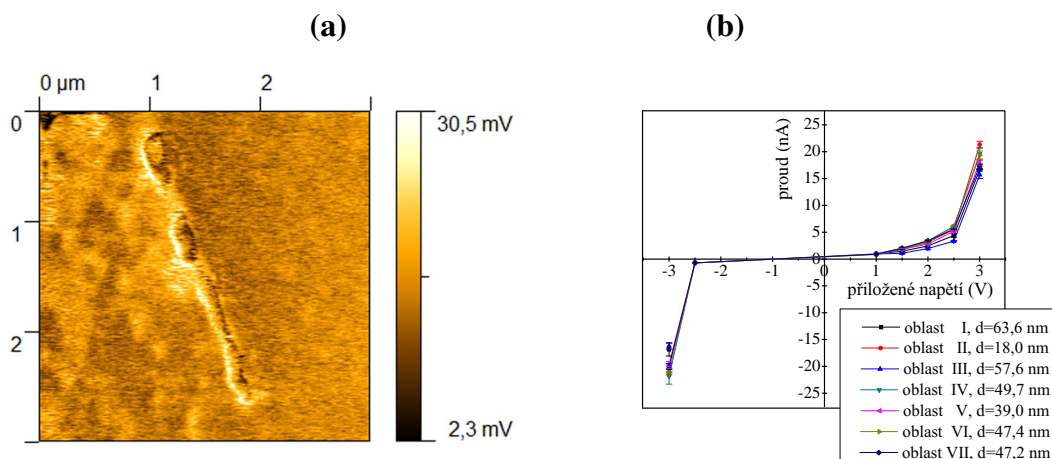 (a)
(b)
0 µm 1 2
0
1
2
30,5 mV
2,3 mV
proud (nA)
25
20
15
10
5
0
-5
-10
-15
-20
-25
-3 -2 -1 0 1 2 3
přiložené napětí (V)
oblast I, d=63,6 nm
oblast II, d=18,0 nm
oblast III, d=57,6 nm
oblast IV, d=49,7 nm
oblast V, d=39,0 nm
oblast VI, d=47,4 nm
oblast VII, d=47,2 nm